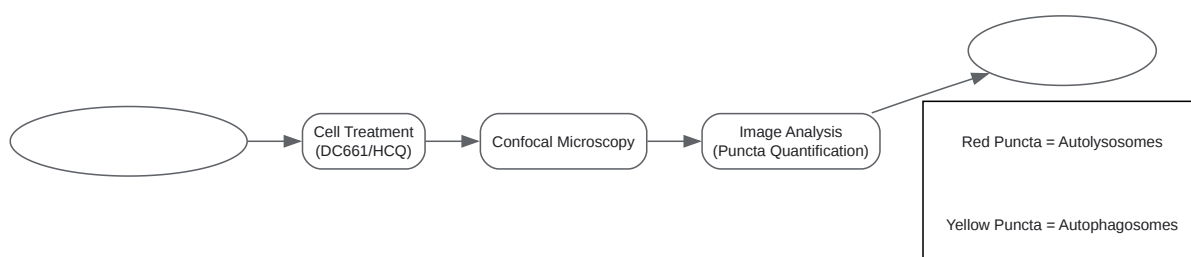 Cell Treatment
(DC661/HCQ)
Confocal Microscopy
Image Analysis
(Puncta Quantification)
Red Puncta = Autolysosomes
Yellow Puncta = Autophagosomes